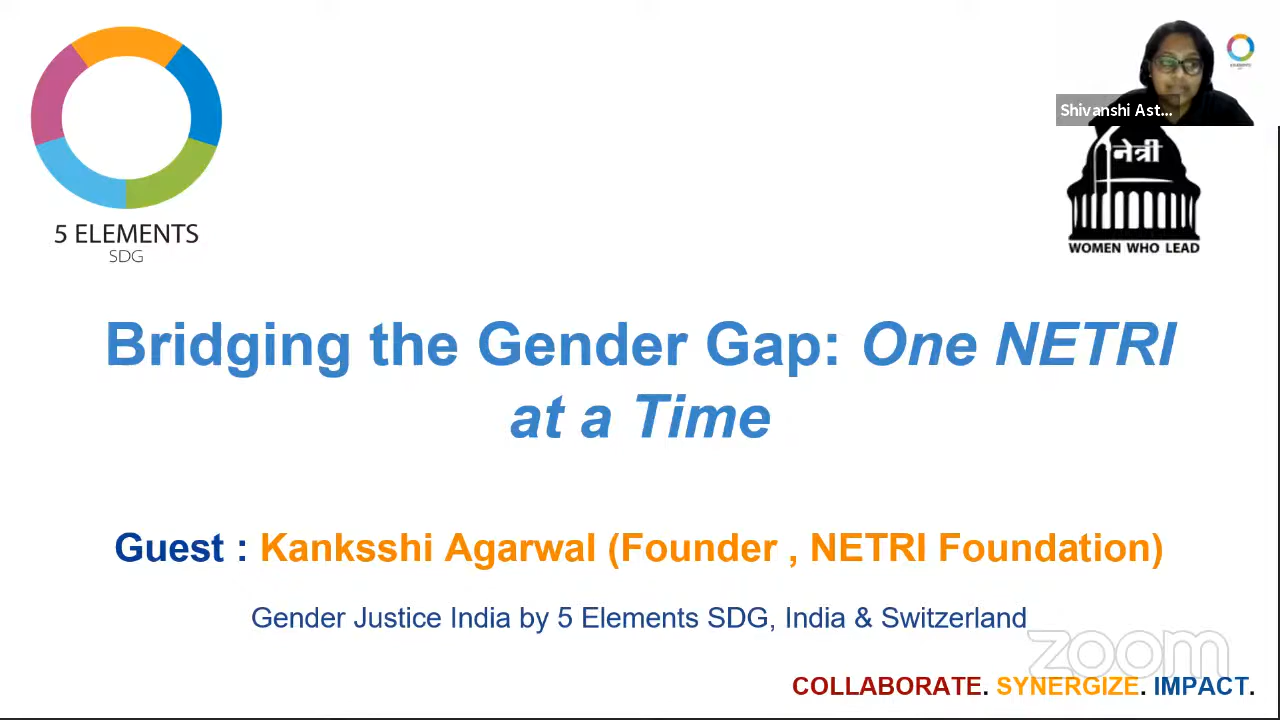 Shivanshi Ast...
नेत्री
WOMEN WHO LEAD
5 ELEMENTS
SDG
Bridging the Gender Gap: One NETRI
at a Time
Guest : Kanksshi Agarwal (Founder , NETRI Foundation)
Gender Justice India by 5 Elements SDG, India & Switzerland
zoom
COLLABORATE. SYNERGIZE. IMPACT.